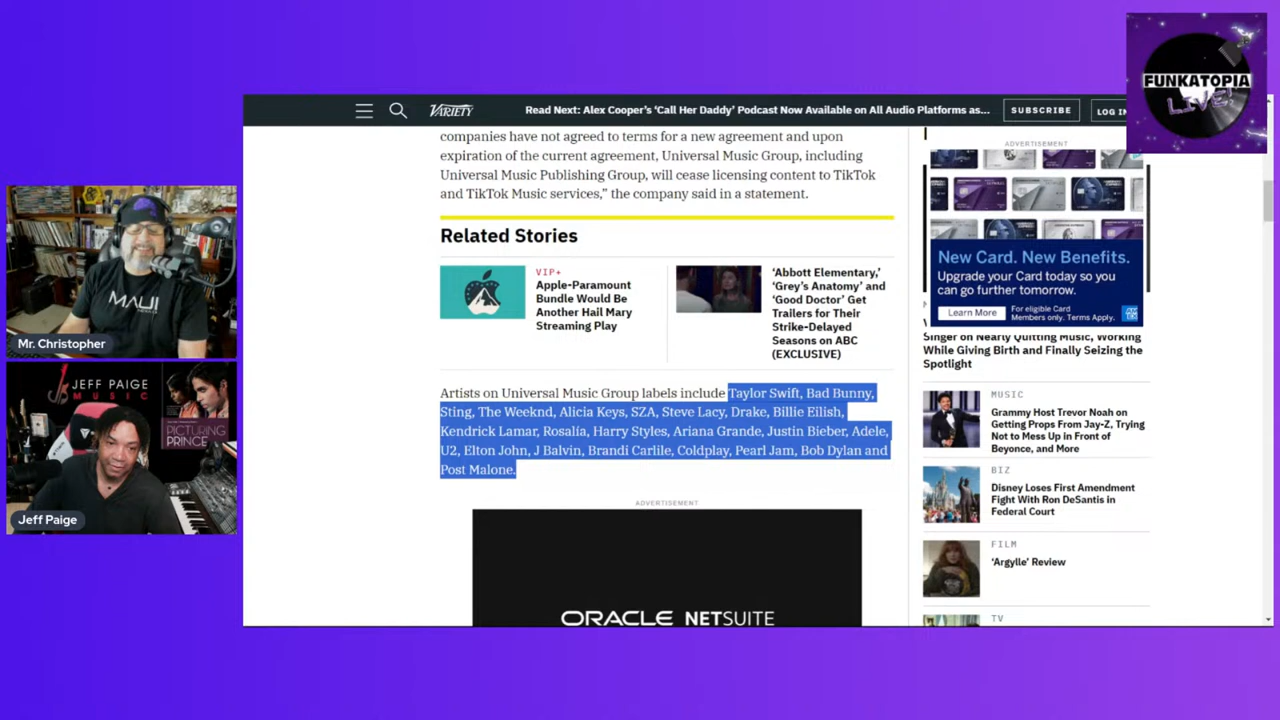 FUNKATOPIA
LIVE!
VARIETY
Read Next: Alex Cooper's 'Call Her Daddy' Podcast Now Available on All Audio Platforms as...
SUBSCRIBE
LOG IN
companies have not agreed to terms for a new agreement and upon
expiration of the current agreement, Universal Music Group, including
Universal Music Publishing Group, will cease licensing content to TikTok
and TikTok Music services,” the company said in a statement.
Related Stories
VIP+
Apple-Paramount
Bundle Would Be
Another Hail Mary
Streaming Play
‘Abbott Elementary,’
‘Grey’s Anatomy’ and
‘Good Doctor’ Get
Trailers for Their
Strike-Delayed
Seasons on ABC
(EXCLUSIVE)
Artists on Universal Music Group labels include Taylor Swift, Bad Bunny,
Sting, The Weeknd, Alicia Keys, SZA, Steve Lacy, Drake, Billie Eilish,
Kendrick Lamar, Rosalía, Harry Styles, Ariana Grande, Justin Bieber, Adele,
U2, Elton John, J Balvin, Brandi Carlile, Coldplay, Pearl Jam, Bob Dylan and
Post Malone.
ADVERTISEMENT
ORACLE NETSUITE
ADVERTISEMENT
New Card. New Benefits.
Upgrade your Card today so you
can go further tomorrow.
Learn More
For eligible Card
Members only. Terms Apply.
Singer on Nearly Quitting Music, Working
While Giving Birth and Finally Seizing the
Spotlight
MUSIC
Grammy Host Trevor Noah on
Getting Props From Jay-Z, Trying
Not to Mess Up in Front of
Beyonce, and More
BIZ
Disney Loses First Amendment
Fight With Ron DeSantis in
Federal Court
FILM
‘Argylle’ Review
TV
MAUI
Mr. Christopher
JEFF PAIGE
MUSIC
PICTURING
PRINCE
Jeff Paige